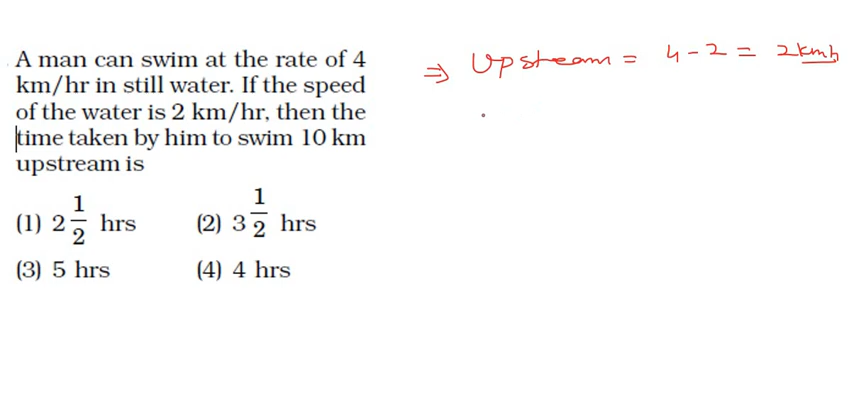 A man can swim at the rate of 4
km/hr in still water. If the speed
of the water is 2 km/hr, then the
time taken by him to swim 10 km
upstream is
(1) 2 1/2 hrs (2) 3 1/2 hrs
(3) 5 hrs (4) 4 hrs
⇒ Upstream = 4 - 2 = 2 kmh